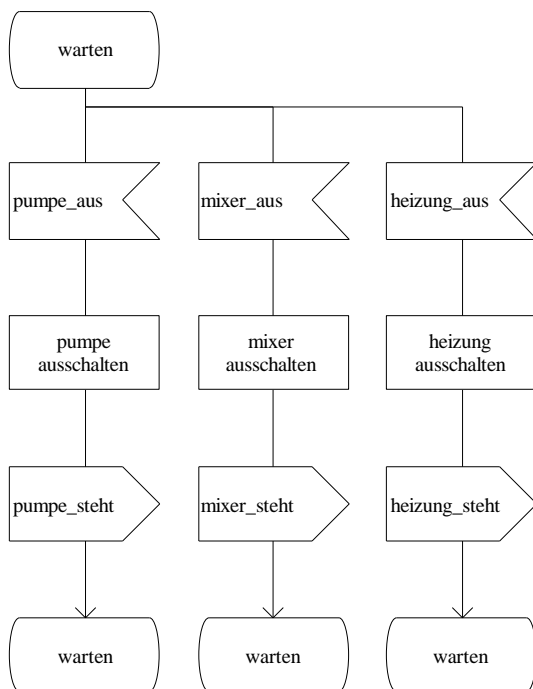 warten
pumpe_aus
mixer_aus
heizung_aus
pumpe
ausschalten
mixer
ausschalten
heizung
ausschalten
pumpe_steht
mixer_steht
heizung_steht
warten
warten
warten